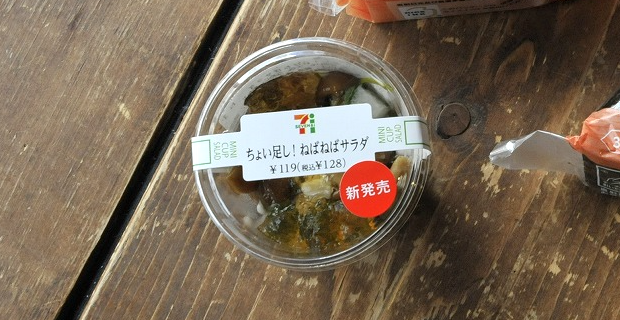 SEVEN & i
ちょい足し！ねばねばサラダ
￥119(税込￥128)
新発売
MINI CUP SALAD
MINI CUP SALAD